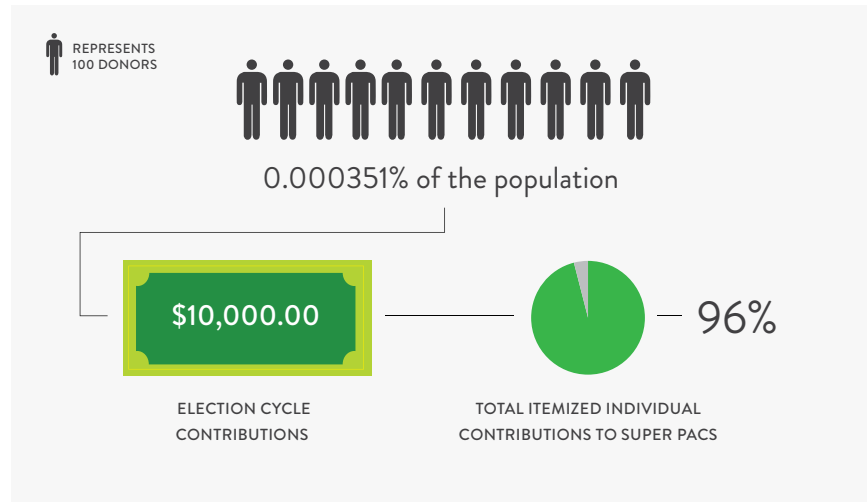 REPRESENTS
100 DONORS
0.000351% of the population
$10,000.00
96%
ELECTION CYCLE
CONTRIBUTIONS
TOTAL ITEMIZED INDIVIDUAL
CONTRIBUTIONS TO SUPER PACS